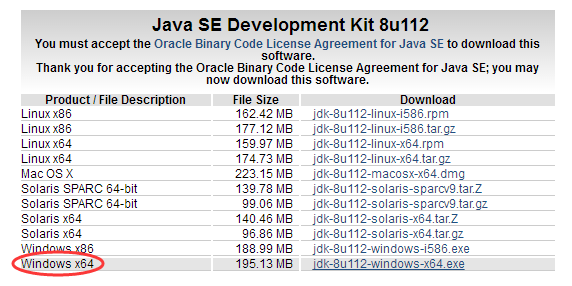 Java SE Development Kit 8u112
You must accept the Oracle Binary Code License Agreement for Java SE to download this
software.
Thank you for accepting the Oracle Binary Code License Agreement for Java SE; you may
now download this software.
Product / File Description File Size Download
Linux x86 162.42 MB jdk-8u112-linux-i586.rpm
Linux x86 177.12 MB jdk-8u112-linux-i586.tar.gz
Linux x64 159.97 MB jdk-8u112-linux-x64.rpm
Linux x64 174.73 MB jdk-8u112-linux-x64.tar.gz
Mac OS X 223.15 MB jdk-8u112-macosx-x64.dmg
Solaris SPARC 64-bit 139.78 MB jdk-8u112-solaris-sparcv9.tar.Z
Solaris SPARC 64-bit 99.06 MB jdk-8u112-solaris-sparcv9.tar.gz
Solaris x64 140.46 MB jdk-8u112-solaris-x64.tar.Z
Solaris x64 96.86 MB jdk-8u112-solaris-x64.tar.gz
Windows x86 188.99 MB jdk-8u112-windows-i586.exe
Windows x64 195.13 MB jdk-8u112-windows-x64.exe